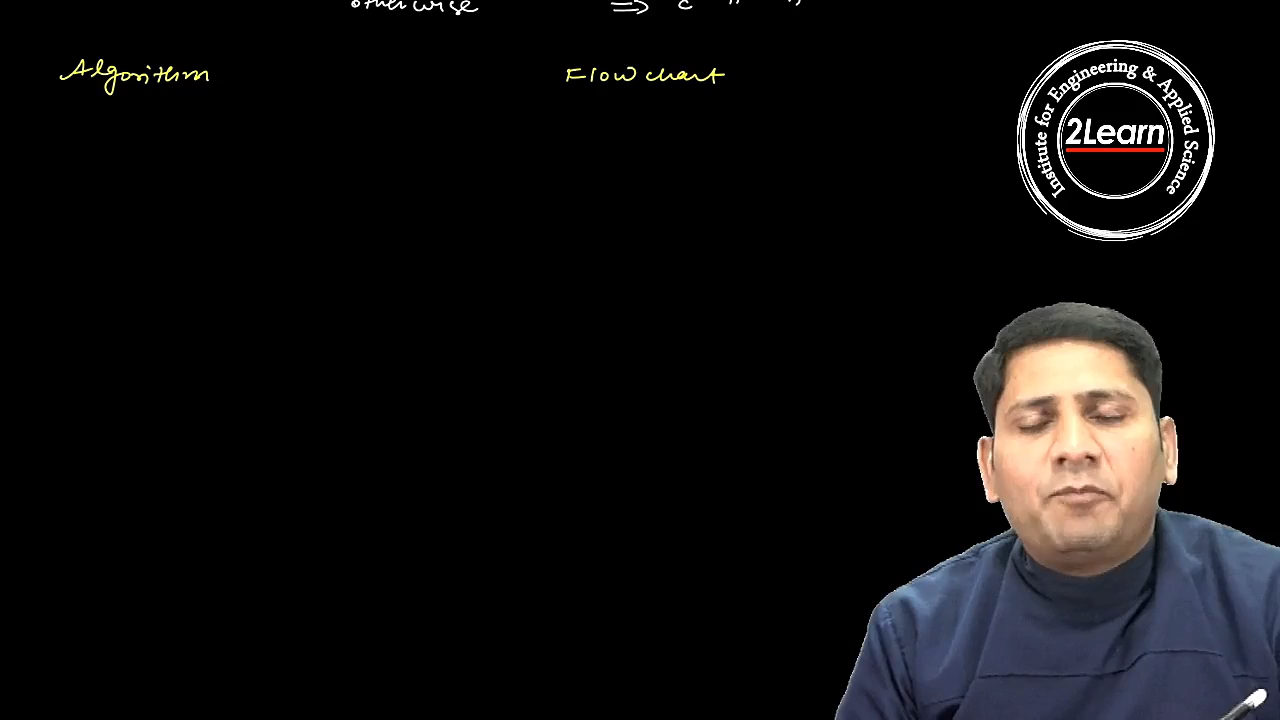 otherwise ⇒ c
Algorithm Flow chart
Institute for Engineering & Applied Science
2Learn